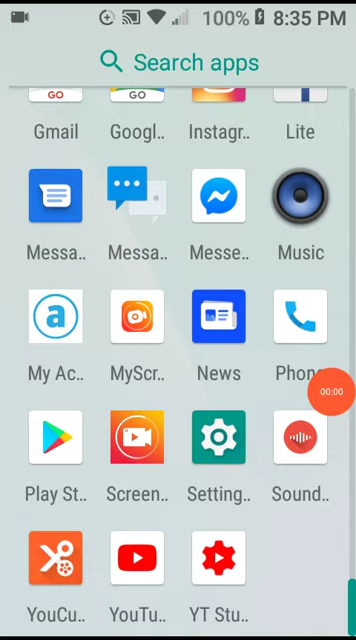 100% 8:35 PM
Search apps
GO GO
Gmail Googl.. Instagr.. Lite
Messa.. Messa.. Messe.. Music
a
My Ac.. MyScr.. News Phone
00:00
Play St.. Screen.. Setting.. Sound..
YouCu.. YouTu.. YT Stu..